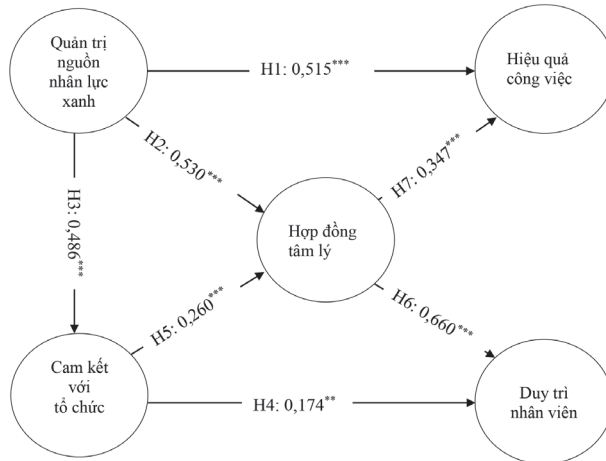 Quản trị
nguồn
nhân lực
xanh
H1: 0,515***
Hiệu quả
công việc
H2: 0,530***
H7: 0,347***
H3: 0,486***
Hợp đồng
tâm lý
H5: 0,260***
H6: 0,660***
Cam kết
với
tổ chức
H4: 0,174**
Duy trì
nhân viên